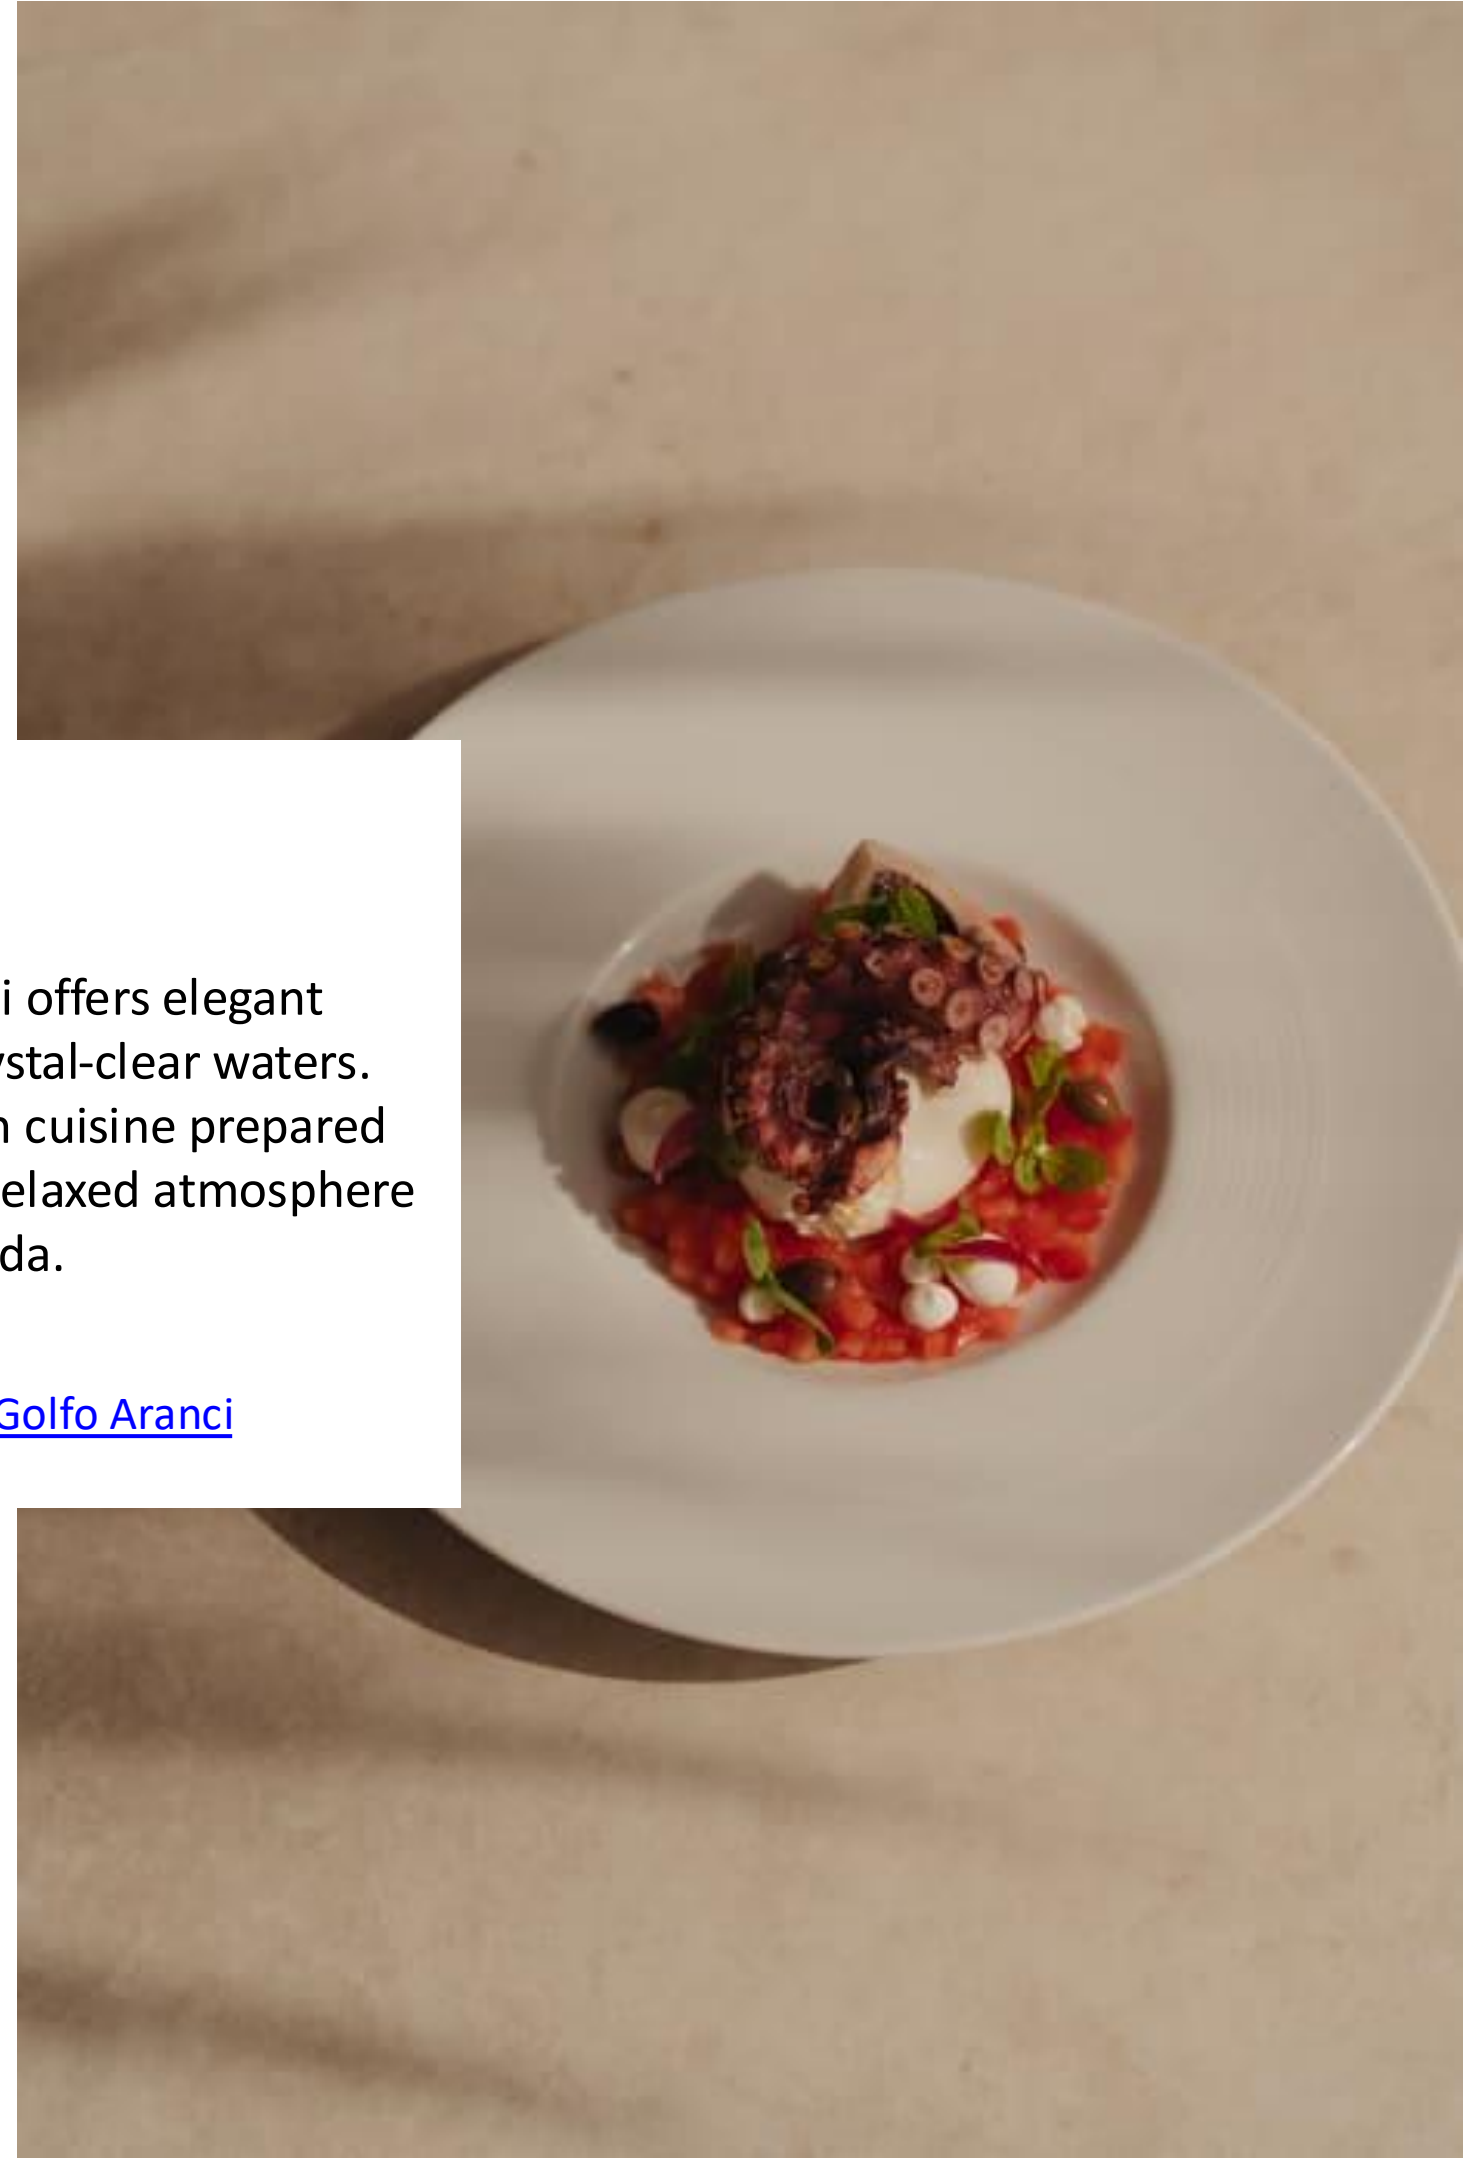 i offers elegant
ystal-clear waters.
n cuisine prepared
elaxed atmosphere
da.
Golfo Aranci